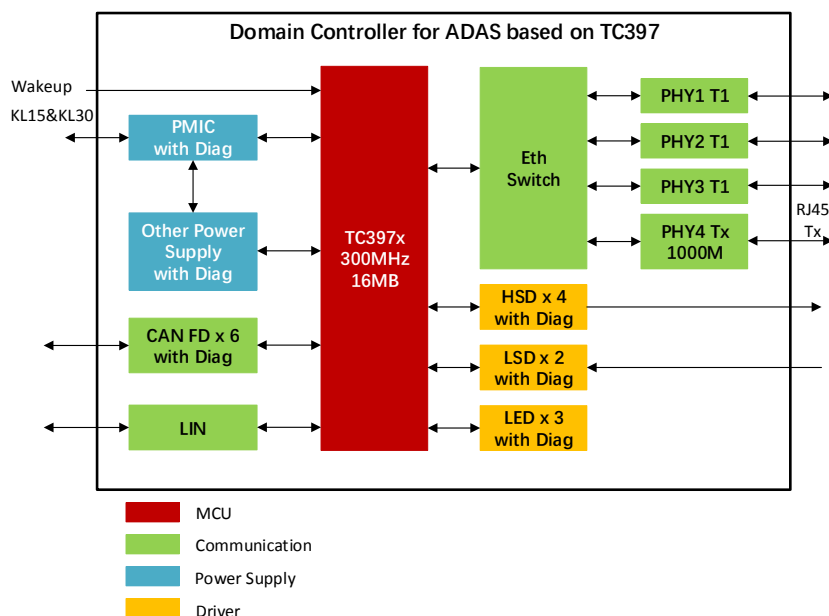 Domain Controller for ADAS based on TC397
Wakeup
KL15&KL30
PMIC
with Diag
Other Power
Supply
with Diag
CAN FD x 6
with Diag
LIN
TC397x
300MHz
16MB
Eth
Switch
PHY1 T1
PHY2 T1
PHY3 T1
PHY4 Tx
1000M
RJ45
Tx
HSD x 4
with Diag
LSD x 2
with Diag
LED x 3
with Diag
MCU
Communication
Power Supply
Driver